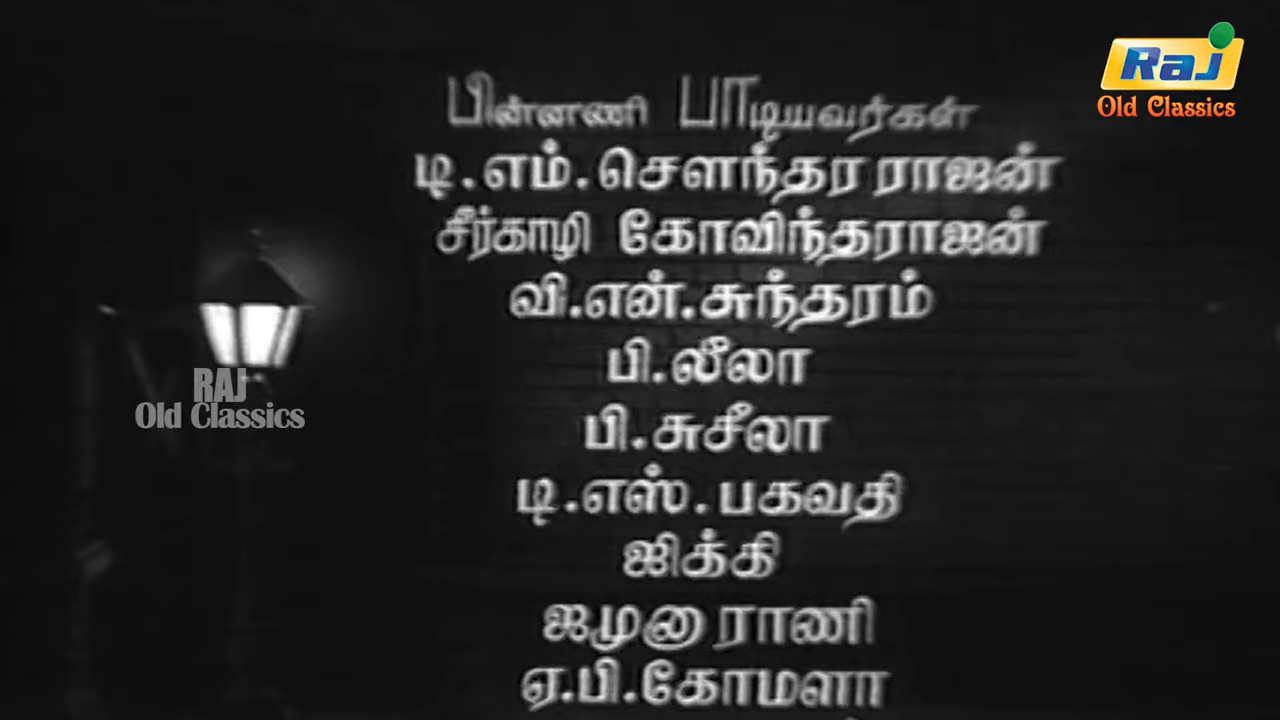 Raj
Old Classics
பின்னணி பாடியவர்கள்
டி.எம்.சௌந்தரராஜன்
சீர்காழி கோவிந்தராஜன்
வி.என்.சுந்தரம்
பி.லீலா
RAJ
Old Classics
பி.சுசீலா
டி.எஸ்.பகவதி
ஜிக்கி
ஜமுனா ராணி
ஏ.பி.கோமளா